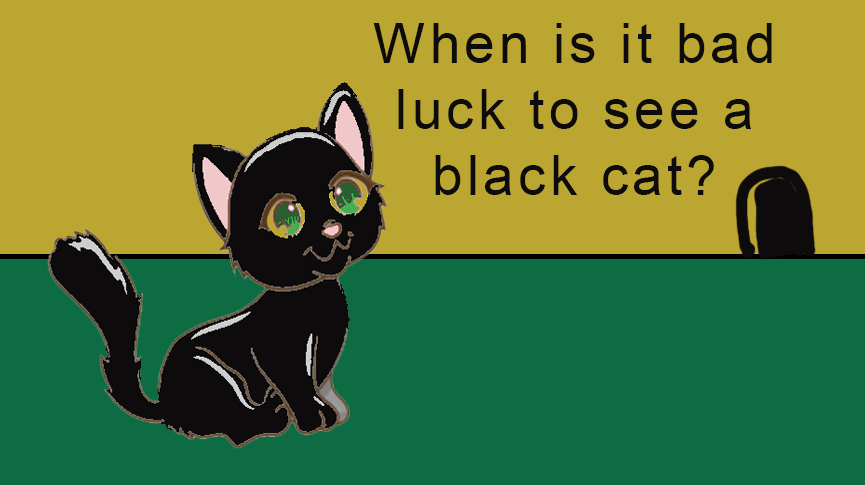 When is it bad
luck to see a
black cat?